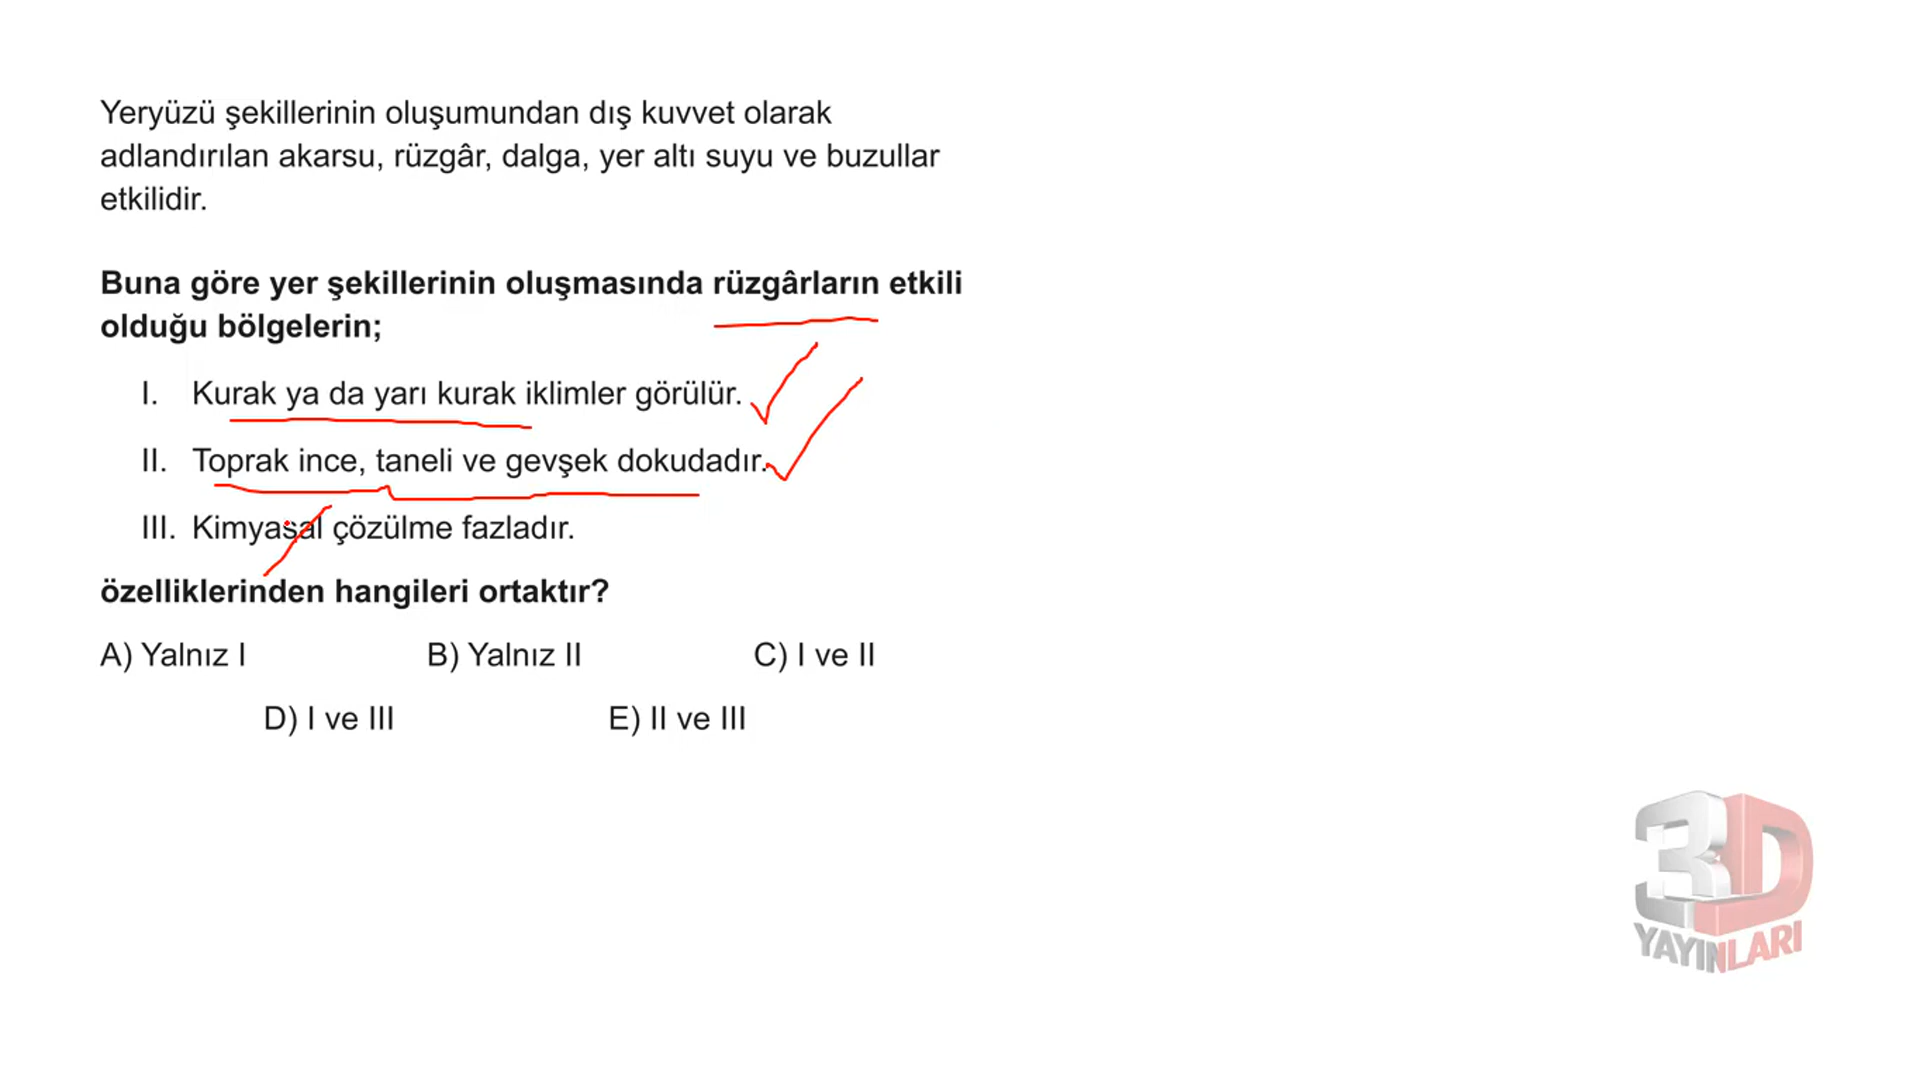 Yeryüzü şekillerinin oluşumundan dış kuvvet olarak
adlandırılan akarsu, rüzgâr, dalga, yer altı suyu ve buzullar
etkilidir.
Buna göre yer şekillerinin oluşmasında rüzgârların etkili
olduğu bölgelerin;
I. Kurak ya da yarı kurak iklimler görülür.
II. Toprak ince, taneli ve gevşek dokudadır.
III. Kimyasal çözülme fazladır.
özelliklerinden hangileri ortaktır?
A) Yalnız I B) Yalnız II C) I ve II
D) I ve III E) II ve III
3D
YAYINLARI